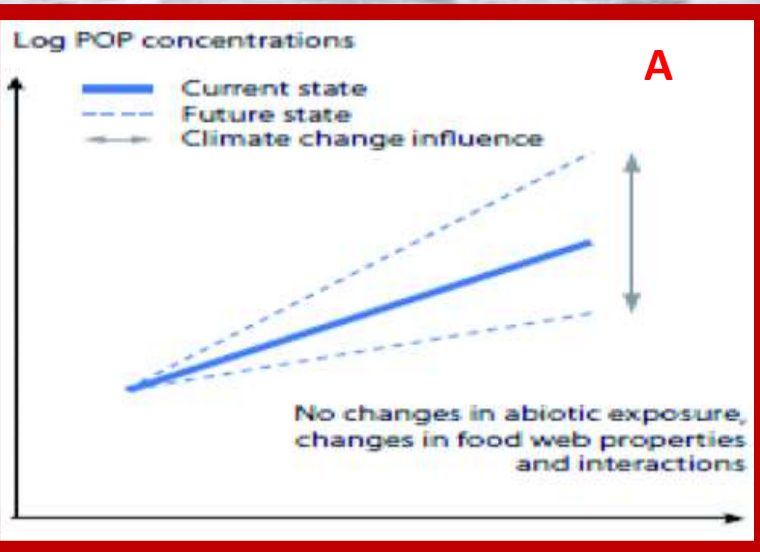 Log POP concentrations
A
Current state
Future state
Climate change influence
No changes in abiotic exposure,
changes in food web properties
and interactions